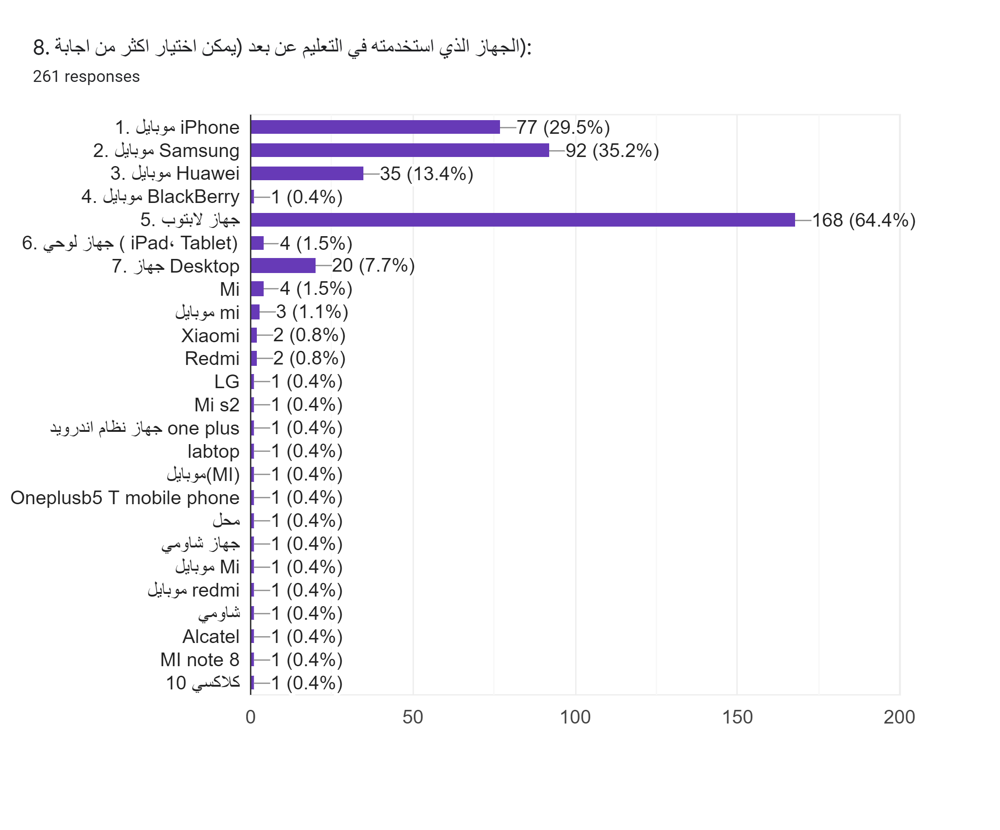 8. الجهاز الذي استخدمته في التعليم عن بعد (يمكن اختيار اكثر من اجابة):
261 responses
1. موبايل iPhone
77 (29.5%)
2. موبايل Samsung
92 (35.2%)
3. موبايل Huawei
35 (13.4%)
4. موبايل BlackBerry
1 (0.4%)
5. جهاز لابتوب
168 (64.4%)
6. جهاز لوحي ( iPad، Tablet)
4 (1.5%)
7. جهاز Desktop
20 (7.7%)
Mi
4 (1.5%)
موبايل mi
3 (1.1%)
Xiaomi
2 (0.8%)
Redmi
2 (0.8%)
LG
1 (0.4%)
Mi s2
1 (0.4%)
جهاز نظام اندرويد one plus
1 (0.4%)
labtop
1 (0.4%)
موبايل(MI)
1 (0.4%)
Oneplusb5 T mobile phone
1 (0.4%)
محل
1 (0.4%)
جهاز شاومي
1 (0.4%)
موبايل Mi
1 (0.4%)
موبايل redmi
1 (0.4%)
شاومي
1 (0.4%)
Alcatel
1 (0.4%)
MI note 8
1 (0.4%)
كلاكسي 10
1 (0.4%)
0 50 100 150 200